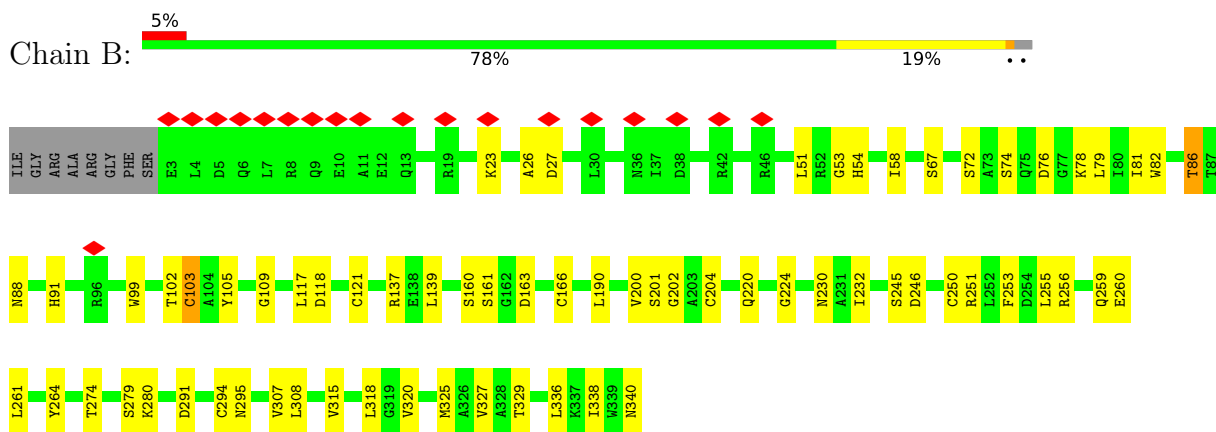 5%
Chain B:
78% 19% • •
ILE GLY ARG ALA ARG GLY PHE SER E3 L4 D5 Q6 L7 R8 Q9 E10 A11 E12 Q13 R19 K23 A26 D27 L30 N36 I37 D38 R42 R46 L51 R52 G53 H54 I58 S67 S72 A73 S74 Q75 D76 G77 K78 L79 I80 I81 W82 T86 T87
N88 H91 R96 W99 T102 C103 A104 Y105 G109 L117 D118 C121 R137 E138 L139 S160 S161 G162 D163 C166 L190 V200 S201 G202 A203 C204 Q220 G224 N230 A231 I232 S245 D246 C250 R251 L252 F253 D254 L255 R256 Q259 E260
L261 Y264 T274 S279 K280 D291 C294 N295 V307 L308 V315 L318 G319 V320 M325 A326 V327 A328 T329 L336 K337 I338 W339 N340